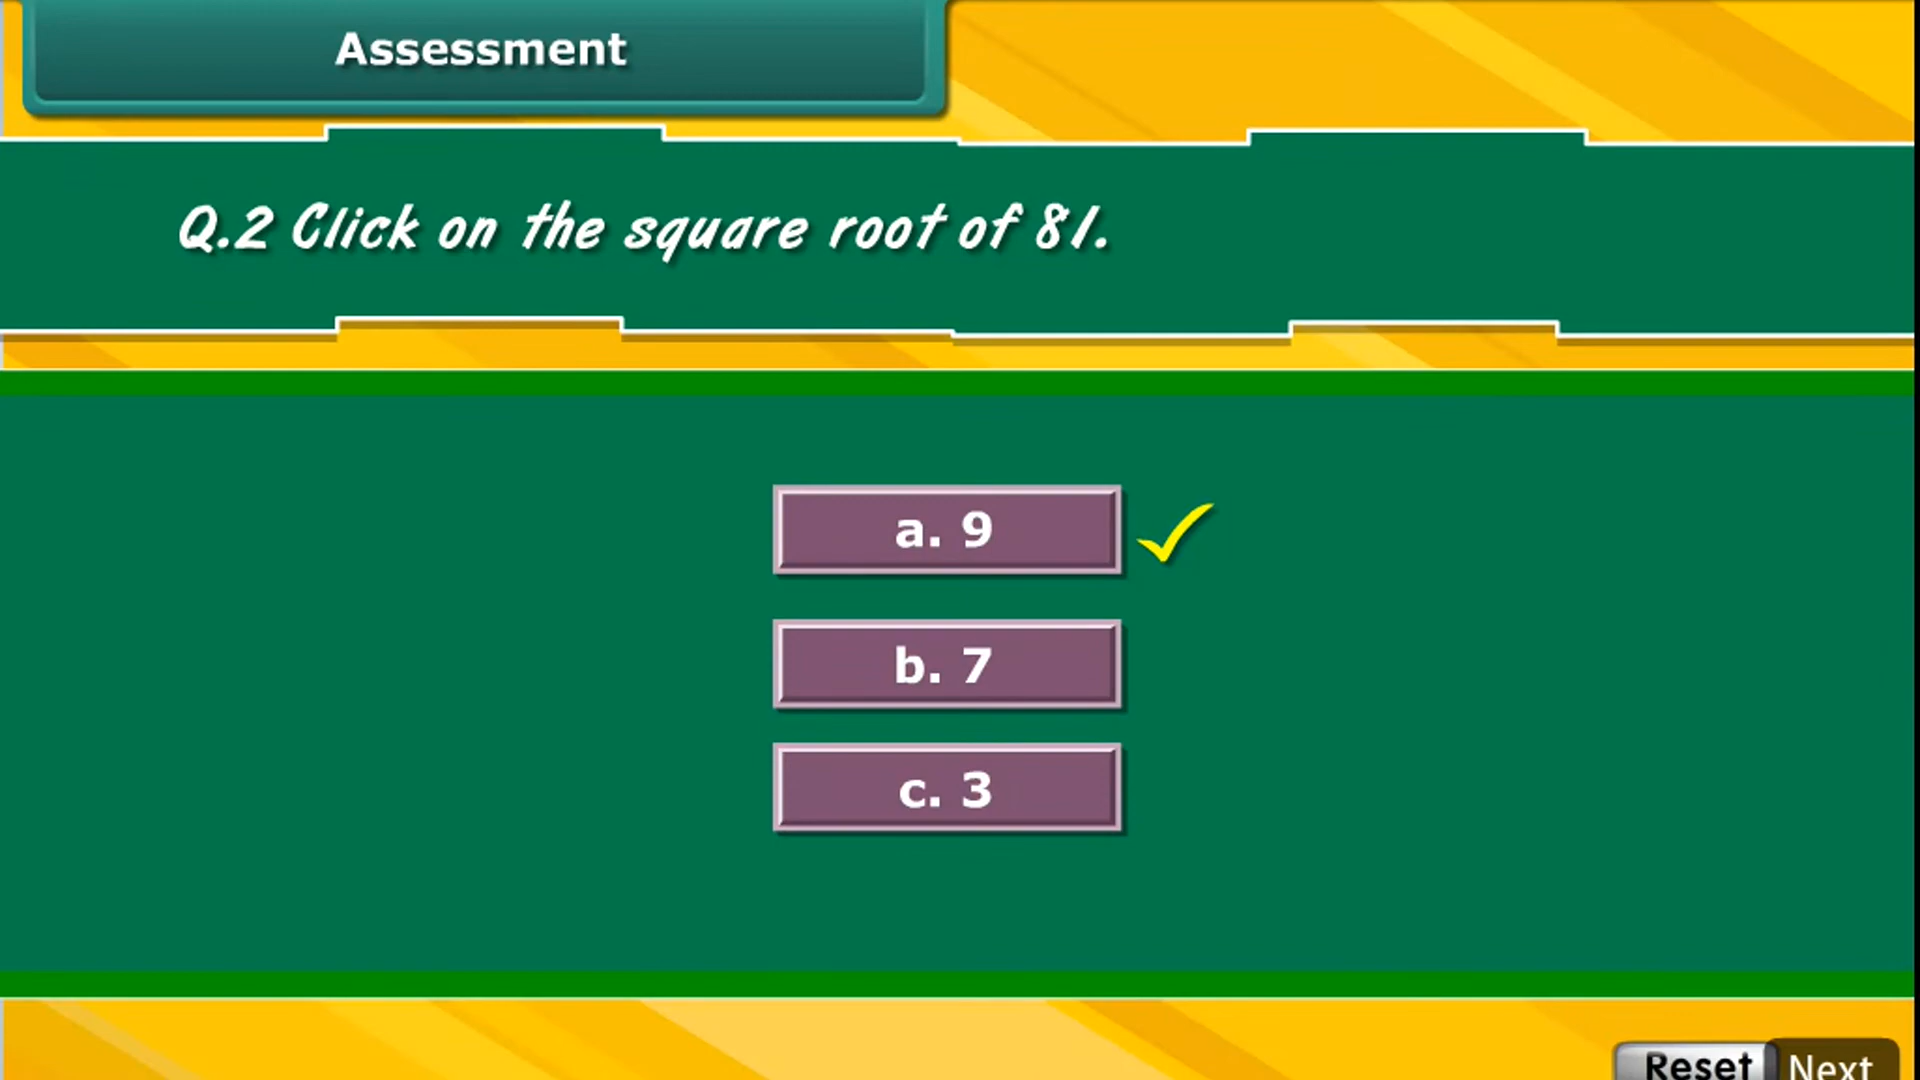 Assessment
Q.2 Click on the square root of 81.
a. 9
b. 7
c. 3
Reset Next